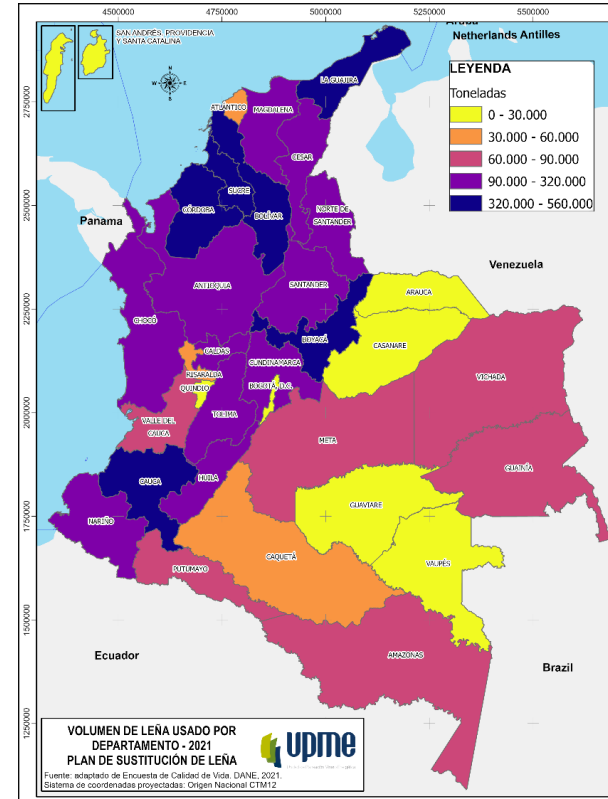 4500000 4750000 5000000 5250000 5500000
SAN ANDRÉS, PROVIDENCIA
Y SANTA CATALINA
Aruba
Netherlands Antilles
LEYENDA
Toneladas
0 - 30.000
30.000 - 60.000
60.000 - 90.000
90.000 - 320.000
320.000 - 560.000
N
W
E
S
2750000
LA GUAJIRA
ATLÁNTICO
MAGDALENA
CESAR
2500000
Panama
SUCRE
CÓRDOBA
BOLÍVAR
NORTE DE
SANTANDER
Venezuela
2250000
ANTIOQUIA
SANTANDER
ARAUCA
CHOCÓ
BOYACÁ
CASANARE
CALDAS
CUNDINAMARCA
RISARALDA
QUINDÍO
BOGOTÁ, D.C.
VICHADA
2000000
VALLE DEL
CAUCA
TOLIMA
META
GUAINÍA
CAUCA
HUILA
1750000
NARIÑO
GUAVIARE
PUTUMAYO
CAQUETÁ
VAUPÉS
1500000
Ecuador
AMAZONAS
Brazil
1250000
VOLUMEN DE LEÑA USADO POR
DEPARTAMENTO - 2021
PLAN DE SUSTITUCIÓN DE LEÑA
upme
Fuente: adaptado de Encuesta de Calidad de Vida, DANE, 2021.
Sistema de coordenadas proyectadas: Origen Nacional CTM12